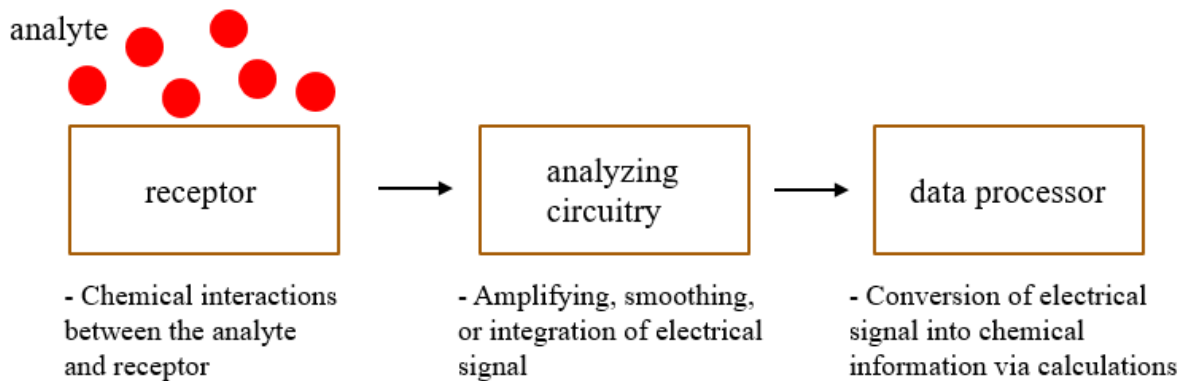 analyte
receptor
analyzing
circuitry
data processor
- Chemical interactions
between the analyte
and receptor
- Amplifying, smoothing,
or integration of electrical
signal
- Conversion of electrical
signal into chemical
information via calculations